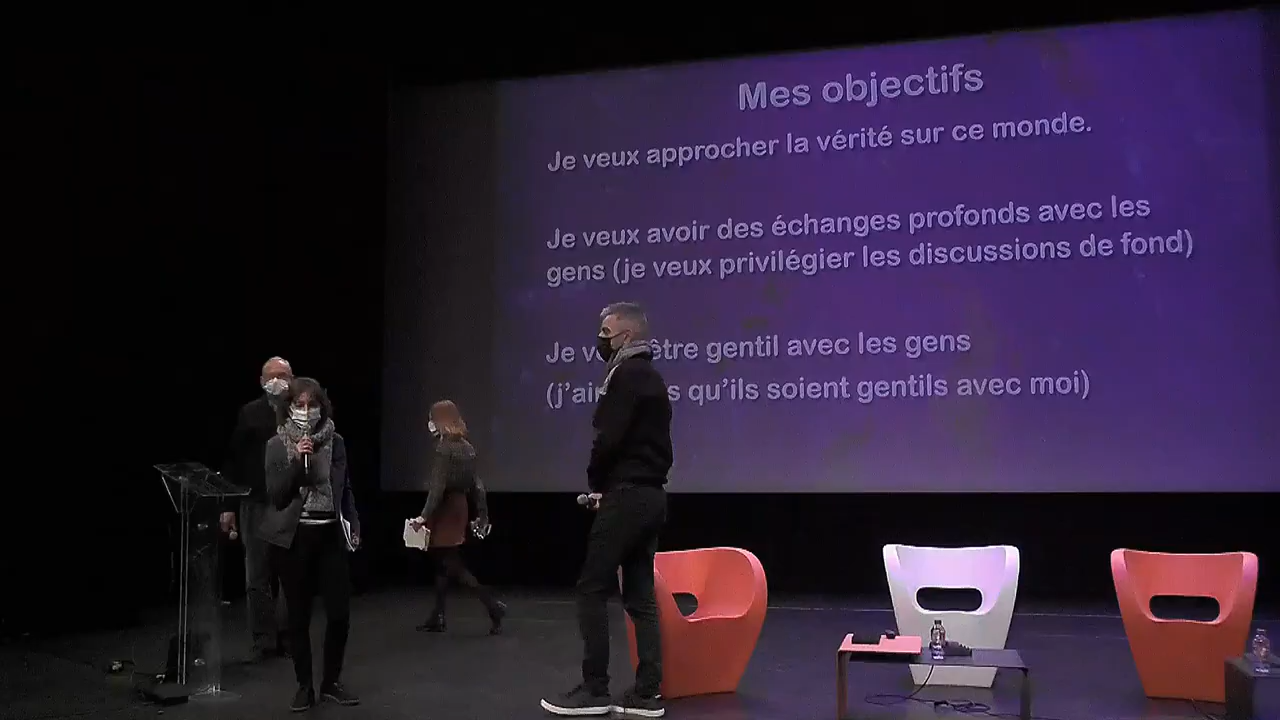 Mes objectifs
Je veux approcher la vérité sur ce monde.
Je veux avoir des échanges profonds avec les
gens (je veux privilégier les discussions de fond)
Je être gentil avec les gens
qu'ils soient gentils avec moi)